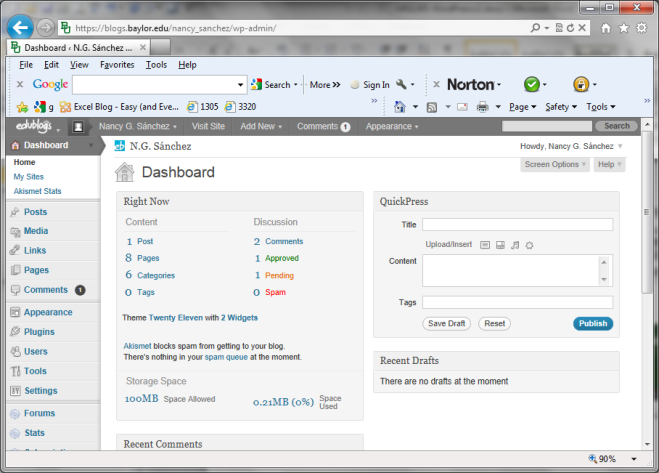 https://blogs.baylor.edu/nancy_sanchez/wp-admin/
Dashboard ‹ N.G. Sánchez ... ×
File Edit View Favorites Tools Help
× Google Search More »» Sign In × Norton
g Excel Blog - Easy (and Eve... 1305 3320 » Page Safety Tools »
edublogs Nancy G. Sánchez Visit Site Add New Comments 1 Appearance Search
Dashboard
Home
My Sites
Akismet Stats
Posts
Media
Links
Pages
Comments 1
Appearance
Plugins
Users
Tools
Settings
Forums
Stats
N.G. Sánchez Howdy, Nancy G. Sánchez
Screen Options Help
Dashboard
Right Now
Content Discussion
1 Post 2 Comments
8 Pages 1 Approved
6 Categories 1 Pending
0 Tags 0 Spam
Theme Twenty Eleven with 2 Widgets
Akismet blocks spam from getting to your blog.
There's nothing in your spam queue at the moment.
Storage Space
100MB Space Allowed 0.21MB (0%) Space Used
Recent Comments
QuickPress
Title
Upload/Insert
Content
Tags
Save Draft Reset Publish
Recent Drafts
There are no drafts at the moment
90%